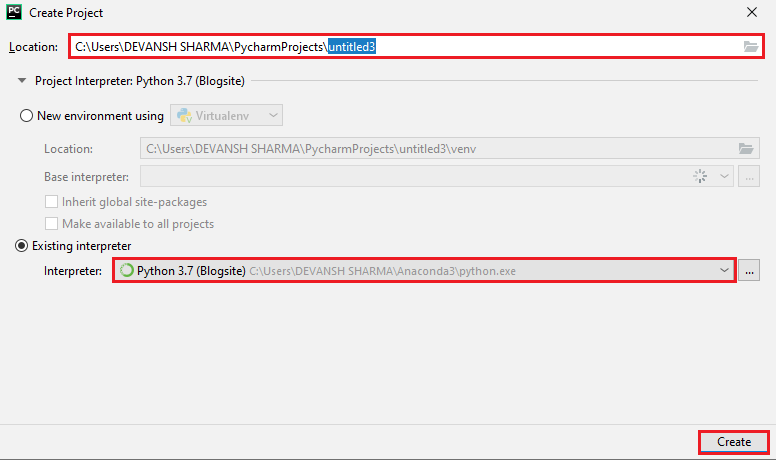 PC Create Project
Location: C:\Users\DEVANSH SHARMA\PycharmProjects\untitled3
Project Interpreter: Python 3.7 (Blogsite)
New environment using Virtualenv
Location: C:\Users\DEVANSH SHARMA\PycharmProjects\untitled3\venv
Base interpreter: ...
Inherit global site-packages
Make available to all projects
Existing interpreter
Interpreter: Python 3.7 (Blogsite) C:\Users\DEVANSH SHARMA\Anaconda3\python.exe ...
Create